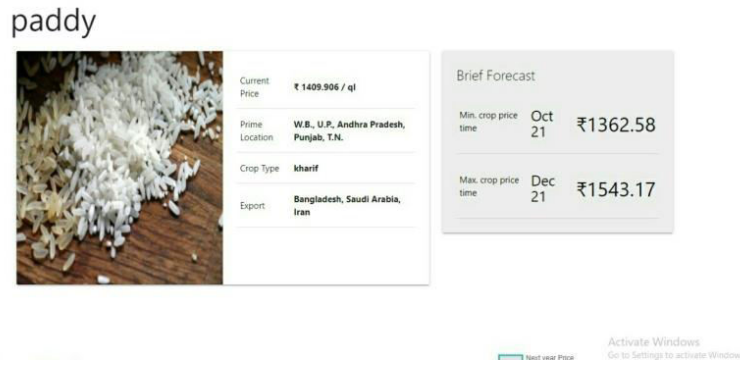 paddy
Current
Price
₹ 1409.906 / ql
Prime
Location
W.B., U.P., Andhra Pradesh,
Punjab, T.N.
Crop Type
kharif
Export
Bangladesh, Saudi Arabia,
Iran
Brief Forecast
Min. crop price
time
Oct
21
₹1362.58
Max. crop price
time
Dec
21
₹1543.17
Activate Windows
Go to Settings to activate Window
Next year Price